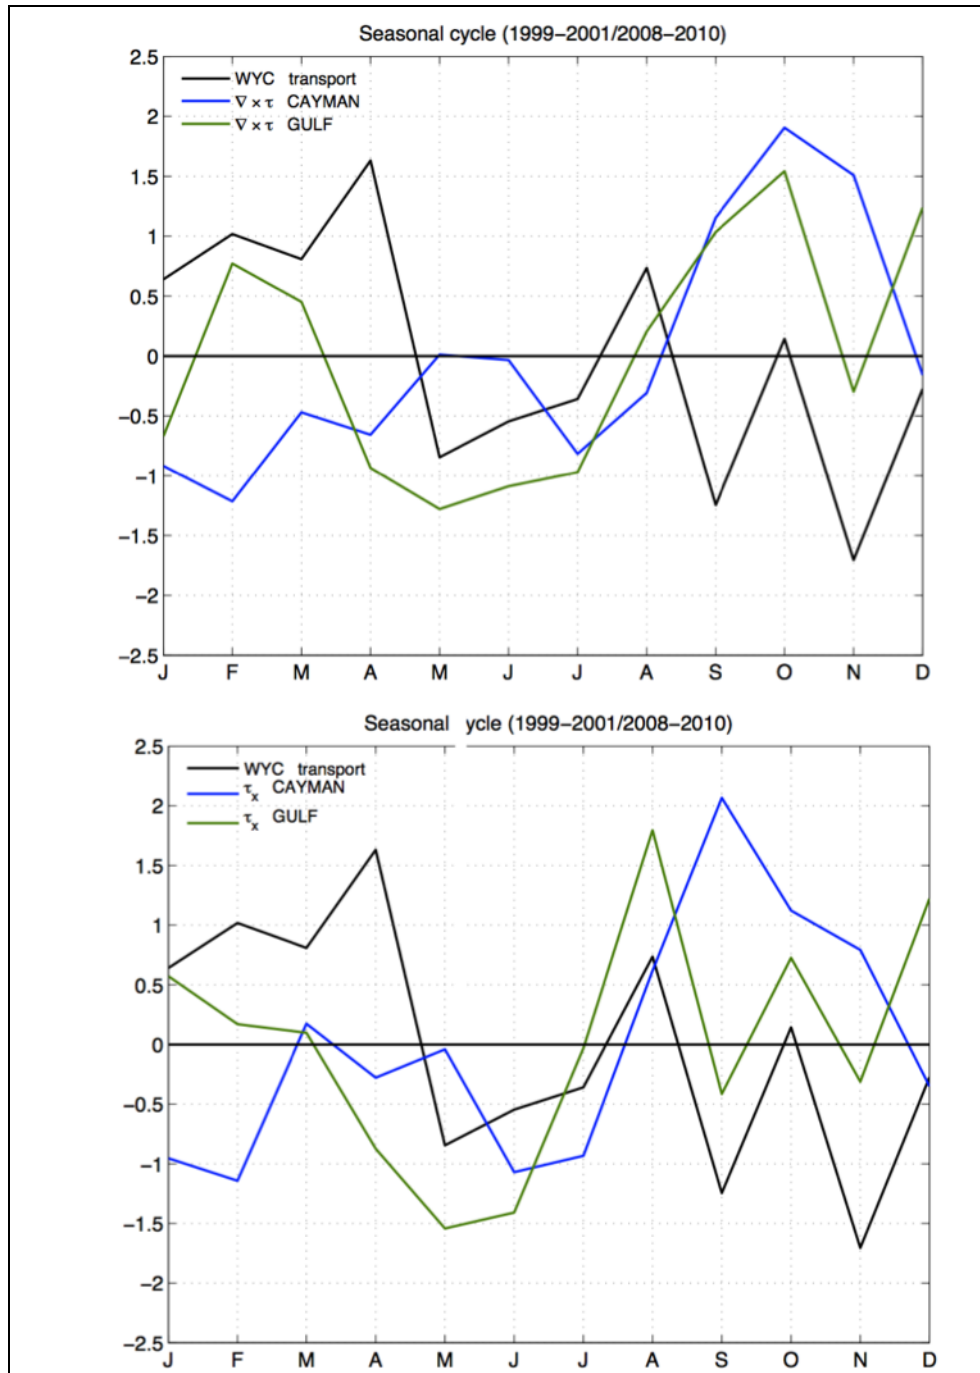 Seasonal cycle (1999−2001/2008−2010)
2.5
WYC transport
∇ × τ CAYMAN
∇ × τ GULF
2
1.5
1
0.5
0
−0.5
−1
−1.5
−2
−2.5
J F M A M J J A S O N D
Seasonal ycle (1999−2001/2008−2010)
2.5
WYC transport
τx CAYMAN
τx GULF
2
1.5
1
0.5
0
−0.5
−1
−1.5
−2
−2.5
J F M A M J J A S O N D